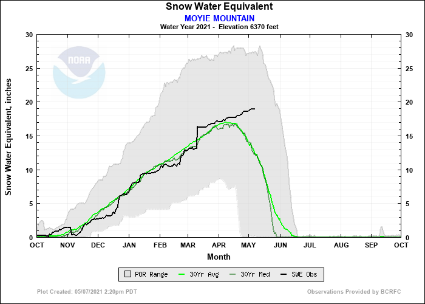 Snow Water Equivalent
MOYIE MOUNTAIN
Water Year 2021 - Elevation 6370 feet
NOAA
Snow Water Equivalent, inches
30 30
25 25
20 20
15 15
10 10
5 5
0 0
OCT NOV DEC JAN FEB MAR APR MAY JUN JUL AUG SEP OCT
Month
POR Range 30Yr Avg 30Yr Med SWE Obs
Plot Created: 05/07/2021 2:20pm PDT Observations Provided by BCRFC